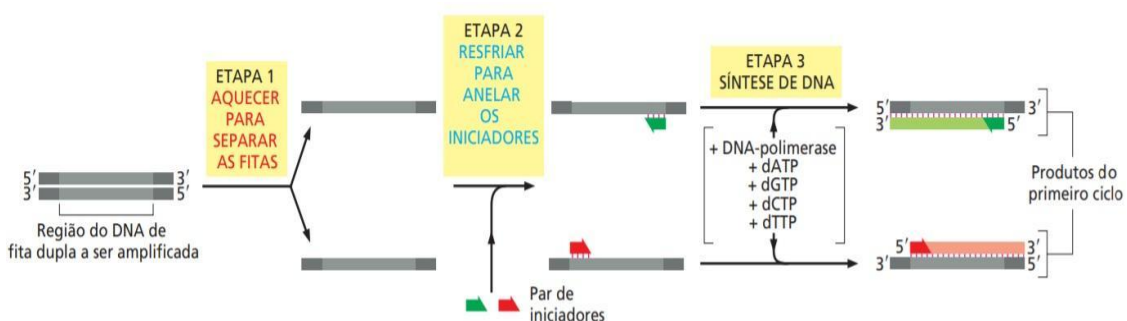 ETAPA 1
AQUECER
PARA
SEPARAR
AS FITAS
5′ 3′
3′ 5′
Região do DNA de
fita dupla a ser amplificada
ETAPA 2
RESFRIAR
PARA
ANELAR
OS
INICIADORES
Par de
iniciadores
ETAPA 3
SÍNTESE DE DNA
+ DNA-polimerase
+ dATP
+ dGTP
+ dCTP
+ dTTP
5′ 3′
3′ 5′
5′ 3′
3′ 5′
Produtos do
primeiro ciclo